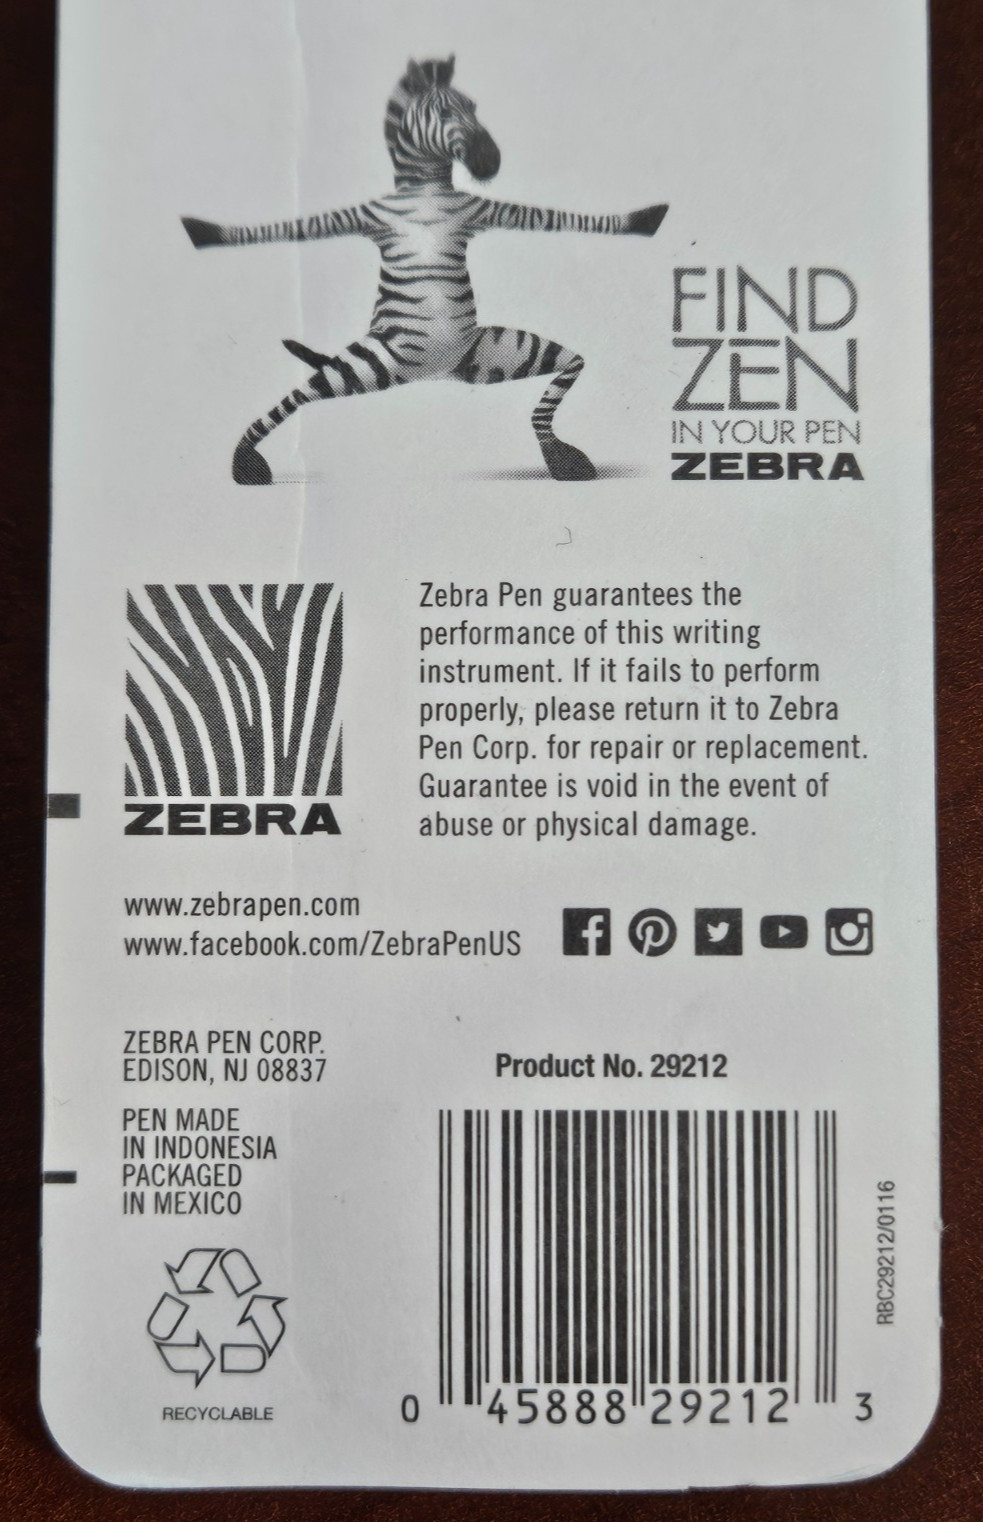 FIND
ZEN
IN YOUR PEN
ZEBRA
Zebra Pen guarantees the
performance of this writing
instrument. If it fails to perform
properly, please return it to Zebra
Pen Corp. for repair or replacement.
Guarantee is void in the event of
abuse or physical damage.
ZEBRA
www.zebrapen.com
www.facebook.com/ZebraPenUS
ZEBRA PEN CORP.
EDISON, NJ 08837
PEN MADE
IN INDONESIA
PACKAGED
IN MEXICO
RECYCLABLE
Product No. 29212
0 45888 29212 3
RBC29212/0116